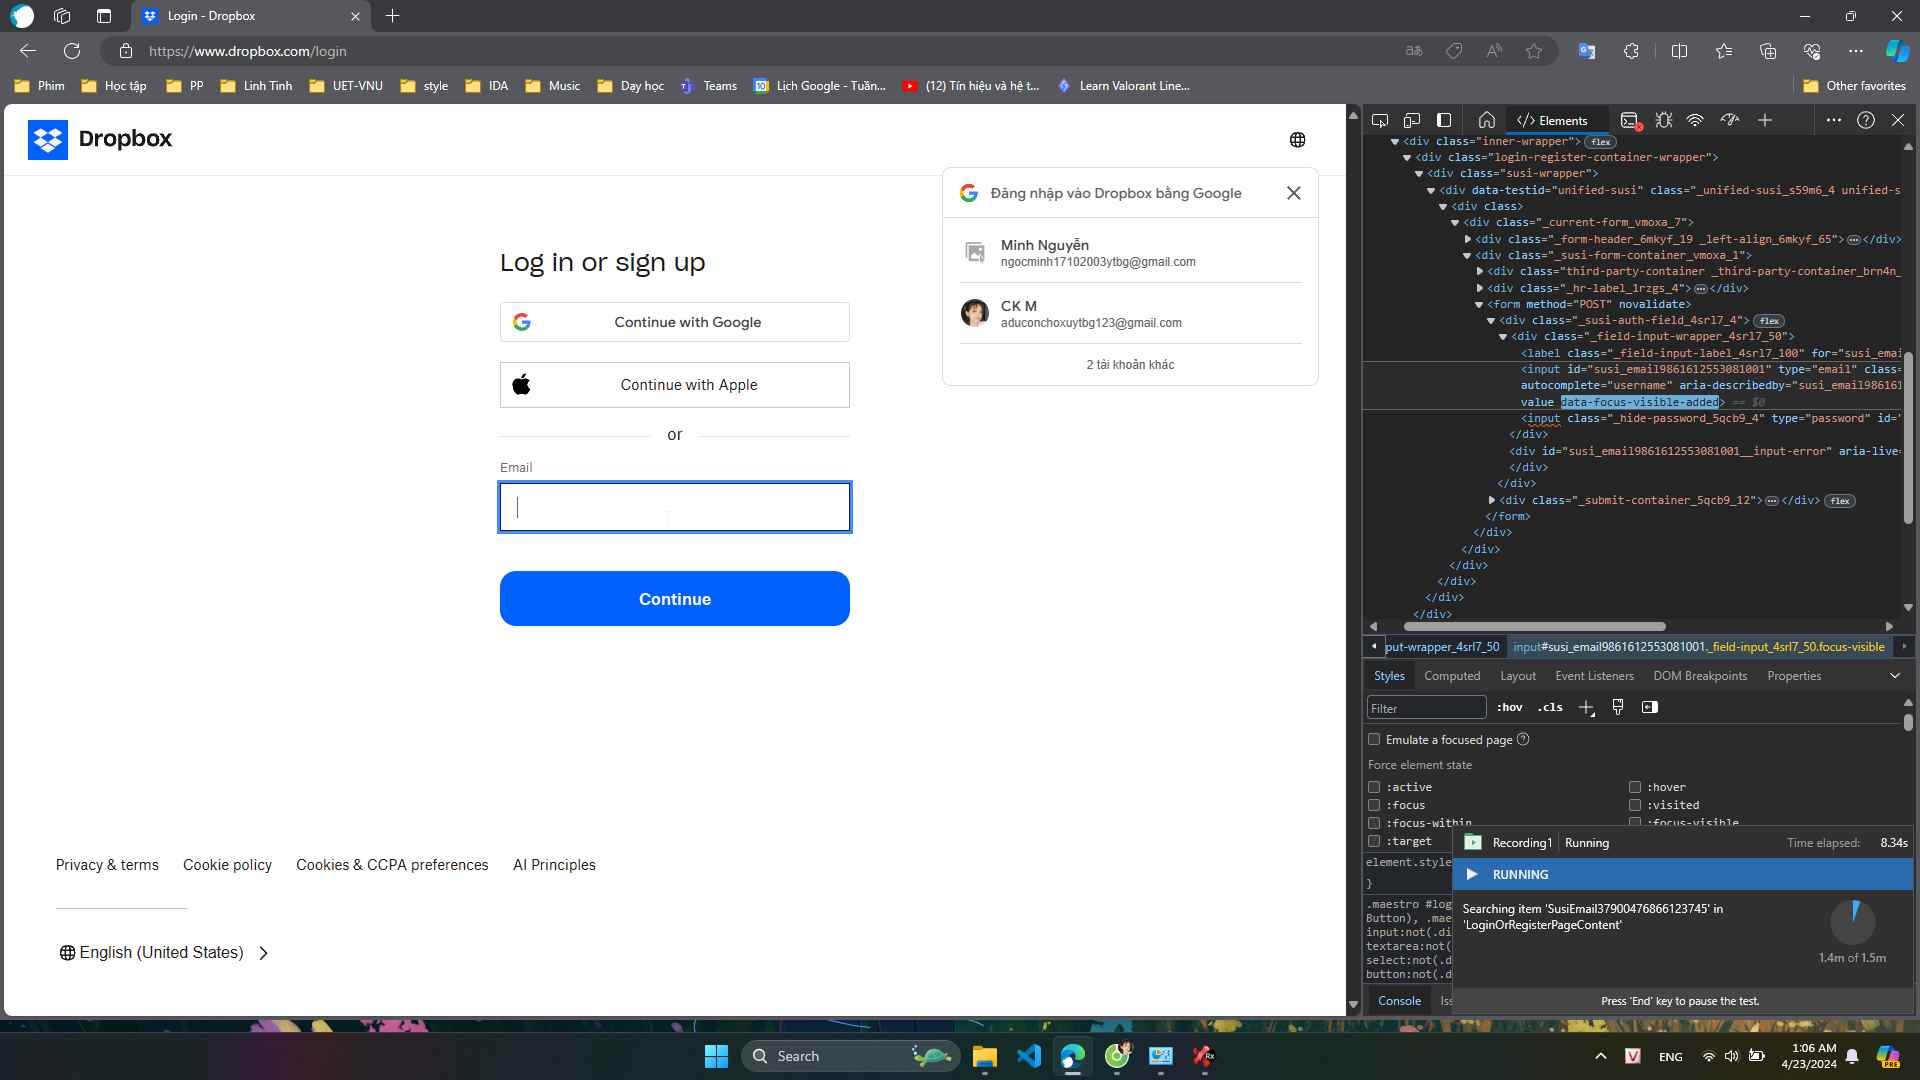 Login - Dropbox
https://www.dropbox.com/login
Phim
Học tập
PP
Linh Tinh
UET-VNU
style
IDA
Music
Dạy học
Teams
Lịch Google - Tuần...
(12) Tín hiệu và hệ t...
Learn Valorant Line...
Other favorites
Dropbox
Đăng nhập vào Dropbox bằng Google
Minh Nguyễn
ngocminh17102003ytbg@gmail.com
CK M
aduconchoxuytbg123@gmail.com
2 tài khoản khác
Log in or sign up
Continue with Google
Continue with Apple
or
Email
Continue
Privacy & terms
Cookie policy
Cookies & CCPA preferences
AI Principles
English (United States)
Elements
<div class="inner-wrapper"> flex
<div class="login-register-container-wrapper">
<div class="susi-wrapper">
<div data-testid="unified-susi" class="_unified-susi_s59m6_4 unified-s
<div class>
<div class="_current-form_vmoxa_7">
<div class="_form-header_6mkyf_19 _left-align_6mkyf_65">…</div>
<div class="_susi-form-container_vmoxa_1">
<div class="third-party-container _third-party-container_brn4n_
<div class="_hr-label_1rzgs_4">…</div>
<form method="POST" novalidate>
<div class="_susi-auth-field_4srl7_4"> flex
<div class="_field-input-wrapper_4srl7_50">
<label class="_field-input-label_4srl7_100" for="susi_emai
<input id="susi_email9861612553081001" type="email" class=
autocomplete="username" aria-describedby="susi_email986161
value data-focus-visible-added> == $0
<input class="_hide-password_5qcb9_4" type="password" id="
</div>
<div id="susi_email9861612553081001__input-error" aria-live=
</div>
</div>
<div class="_submit-container_5qcb9_12">…</div> flex
</form>
</div>
</div>
</div>
</div>
</div>
</div>
put-wrapper_4srl7_50
input#susi_email9861612553081001._field-input_4srl7_50.focus-visible
Styles
Computed
Layout
Event Listeners
DOM Breakpoints
Properties
Filter
:hov
.cls
Emulate a focused page
Force element state
:active
:hover
:focus
:visited
:focus-within
:focus-visible
:target
element.style
}
.maestro #log
Button), .mae
input:not(.di
textarea:not(
select:not(.d
button:not(.d
Console
Iss
Recording1
Running
Time elapsed:
8.34s
RUNNING
Searching item 'SusiEmail37900476866123745' in
'LoginOrRegisterPageContent'
1.4m of 1.5m
Press 'End' key to pause the test.
Search
ENG
1:06 AM
4/23/2024